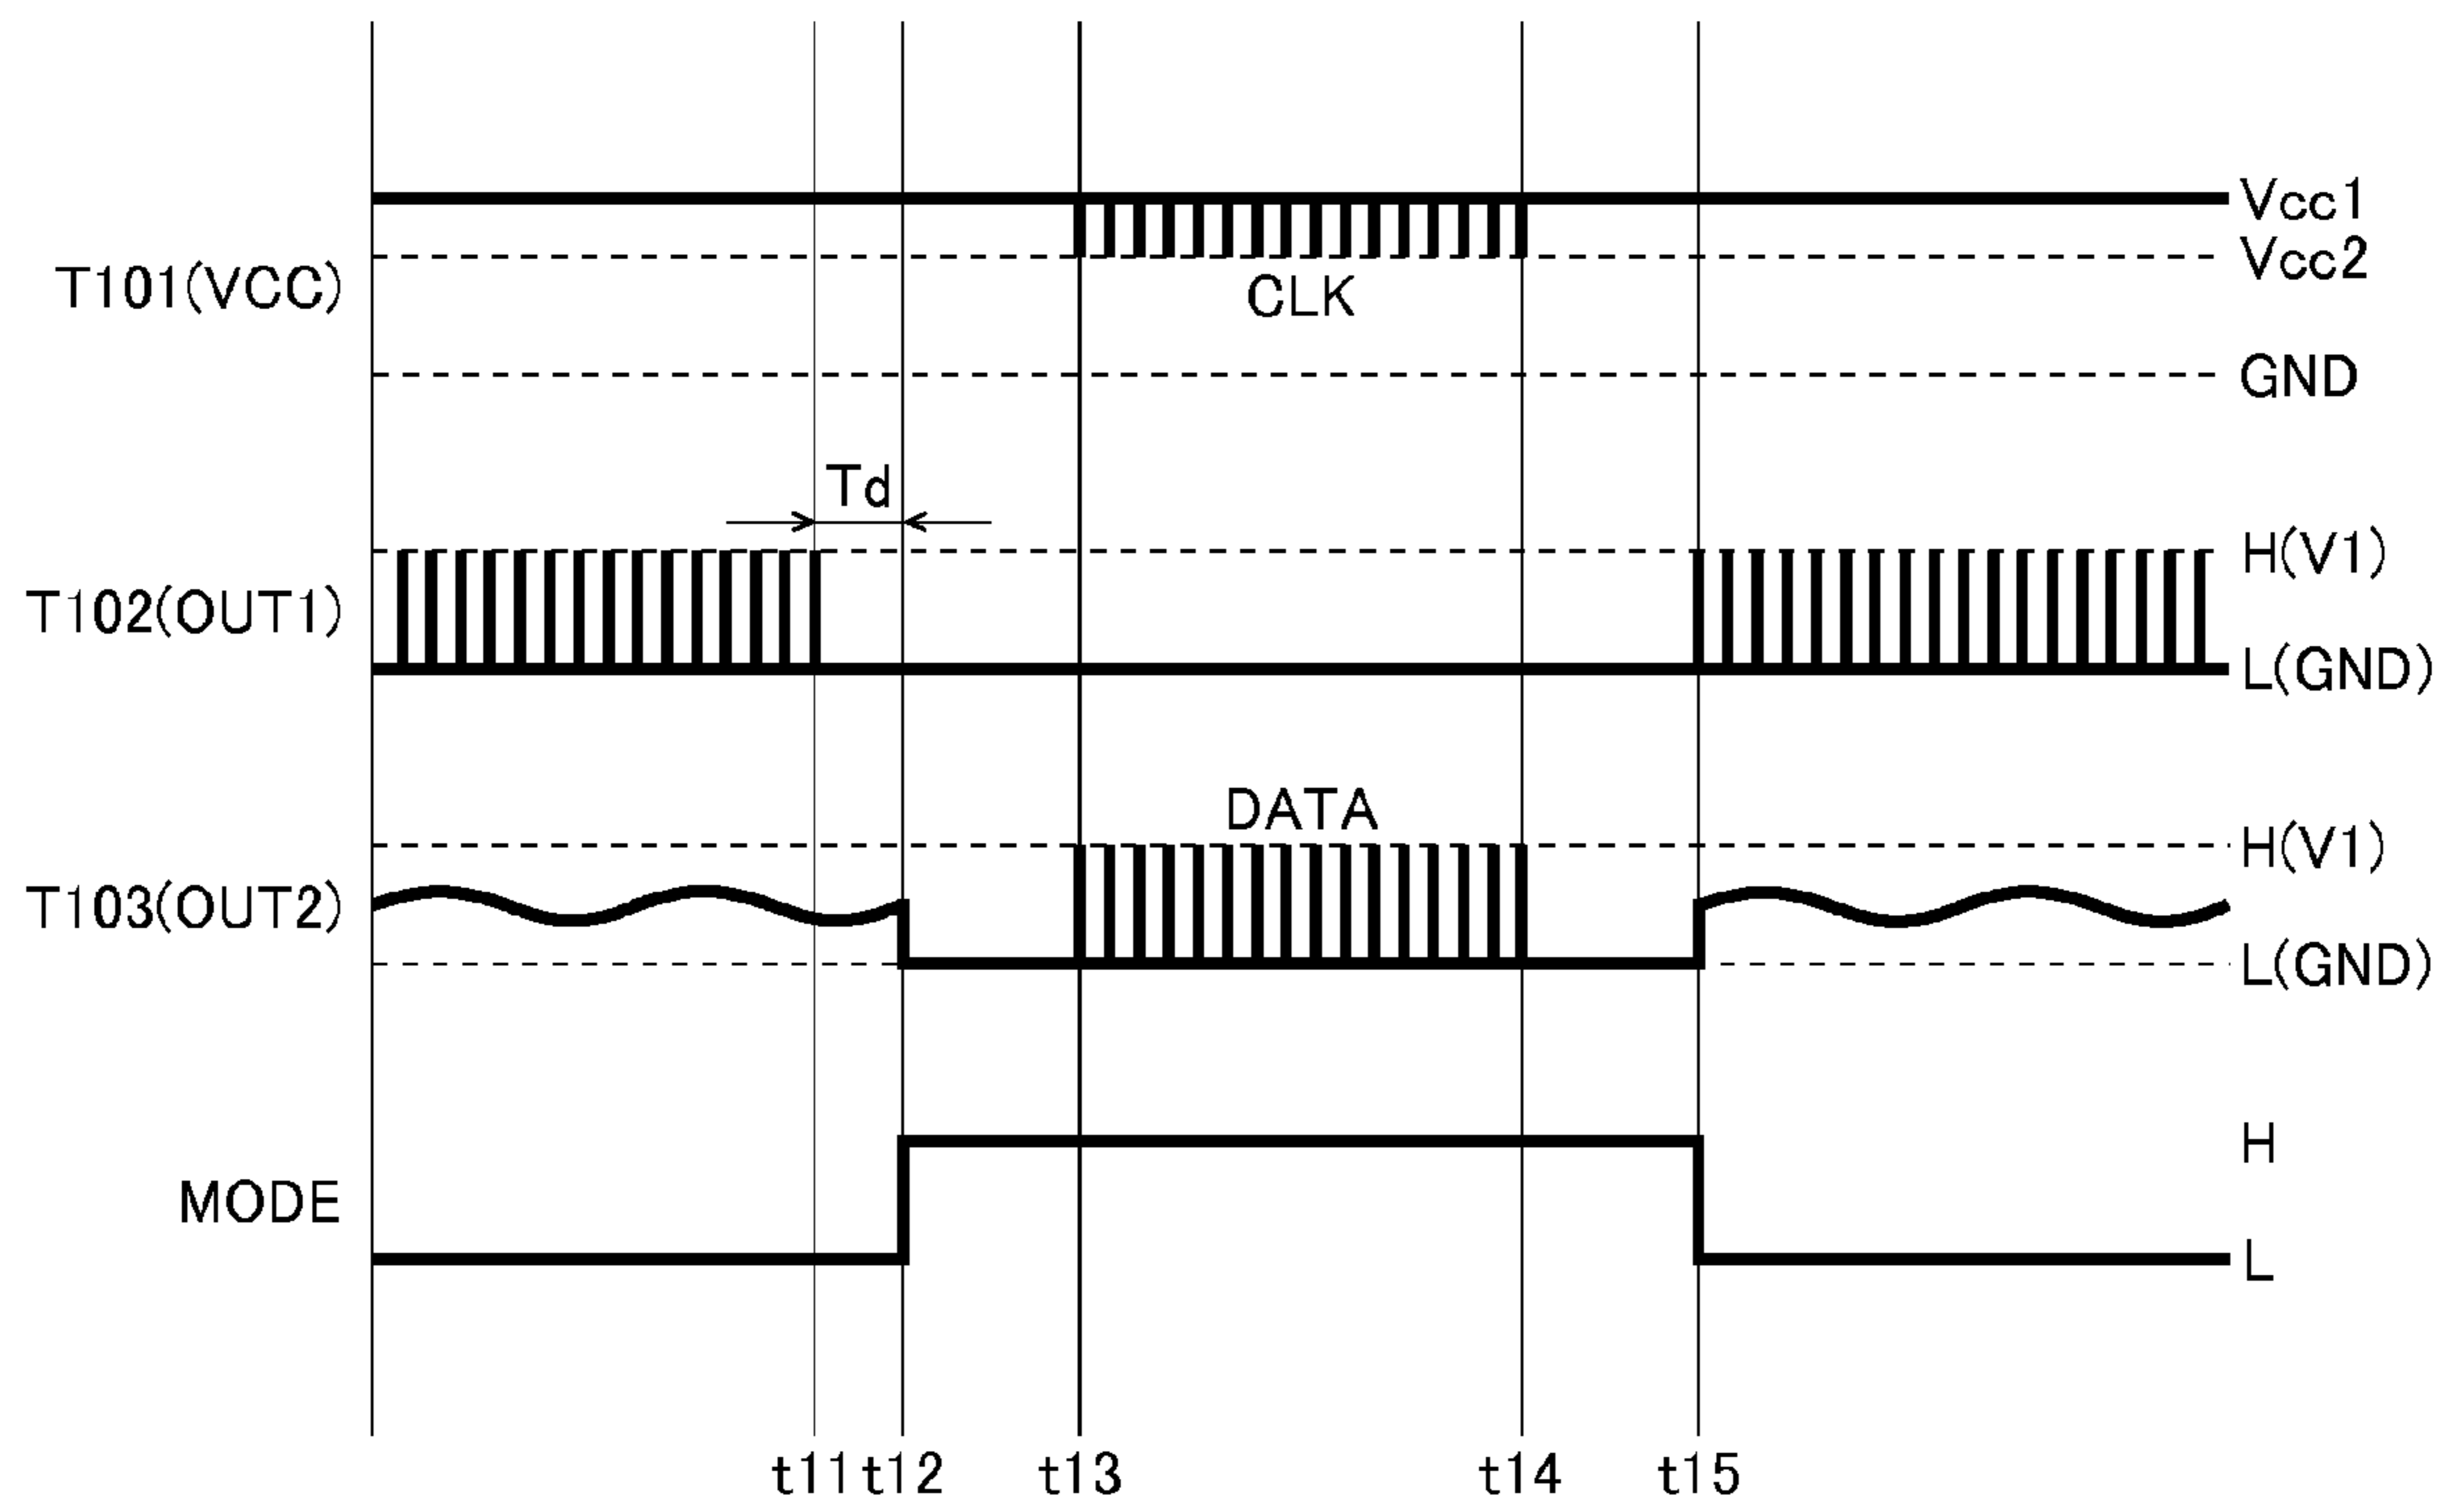 Vcc1
T101(VCC)
Vcc2
CLK
GND
Td
H(V1)
T102(OUT1)
L(GND)
DATA
H(V1)
T103(OUT2)
L(GND)
H
MODE
L
t11 t12 t13 t14 t15